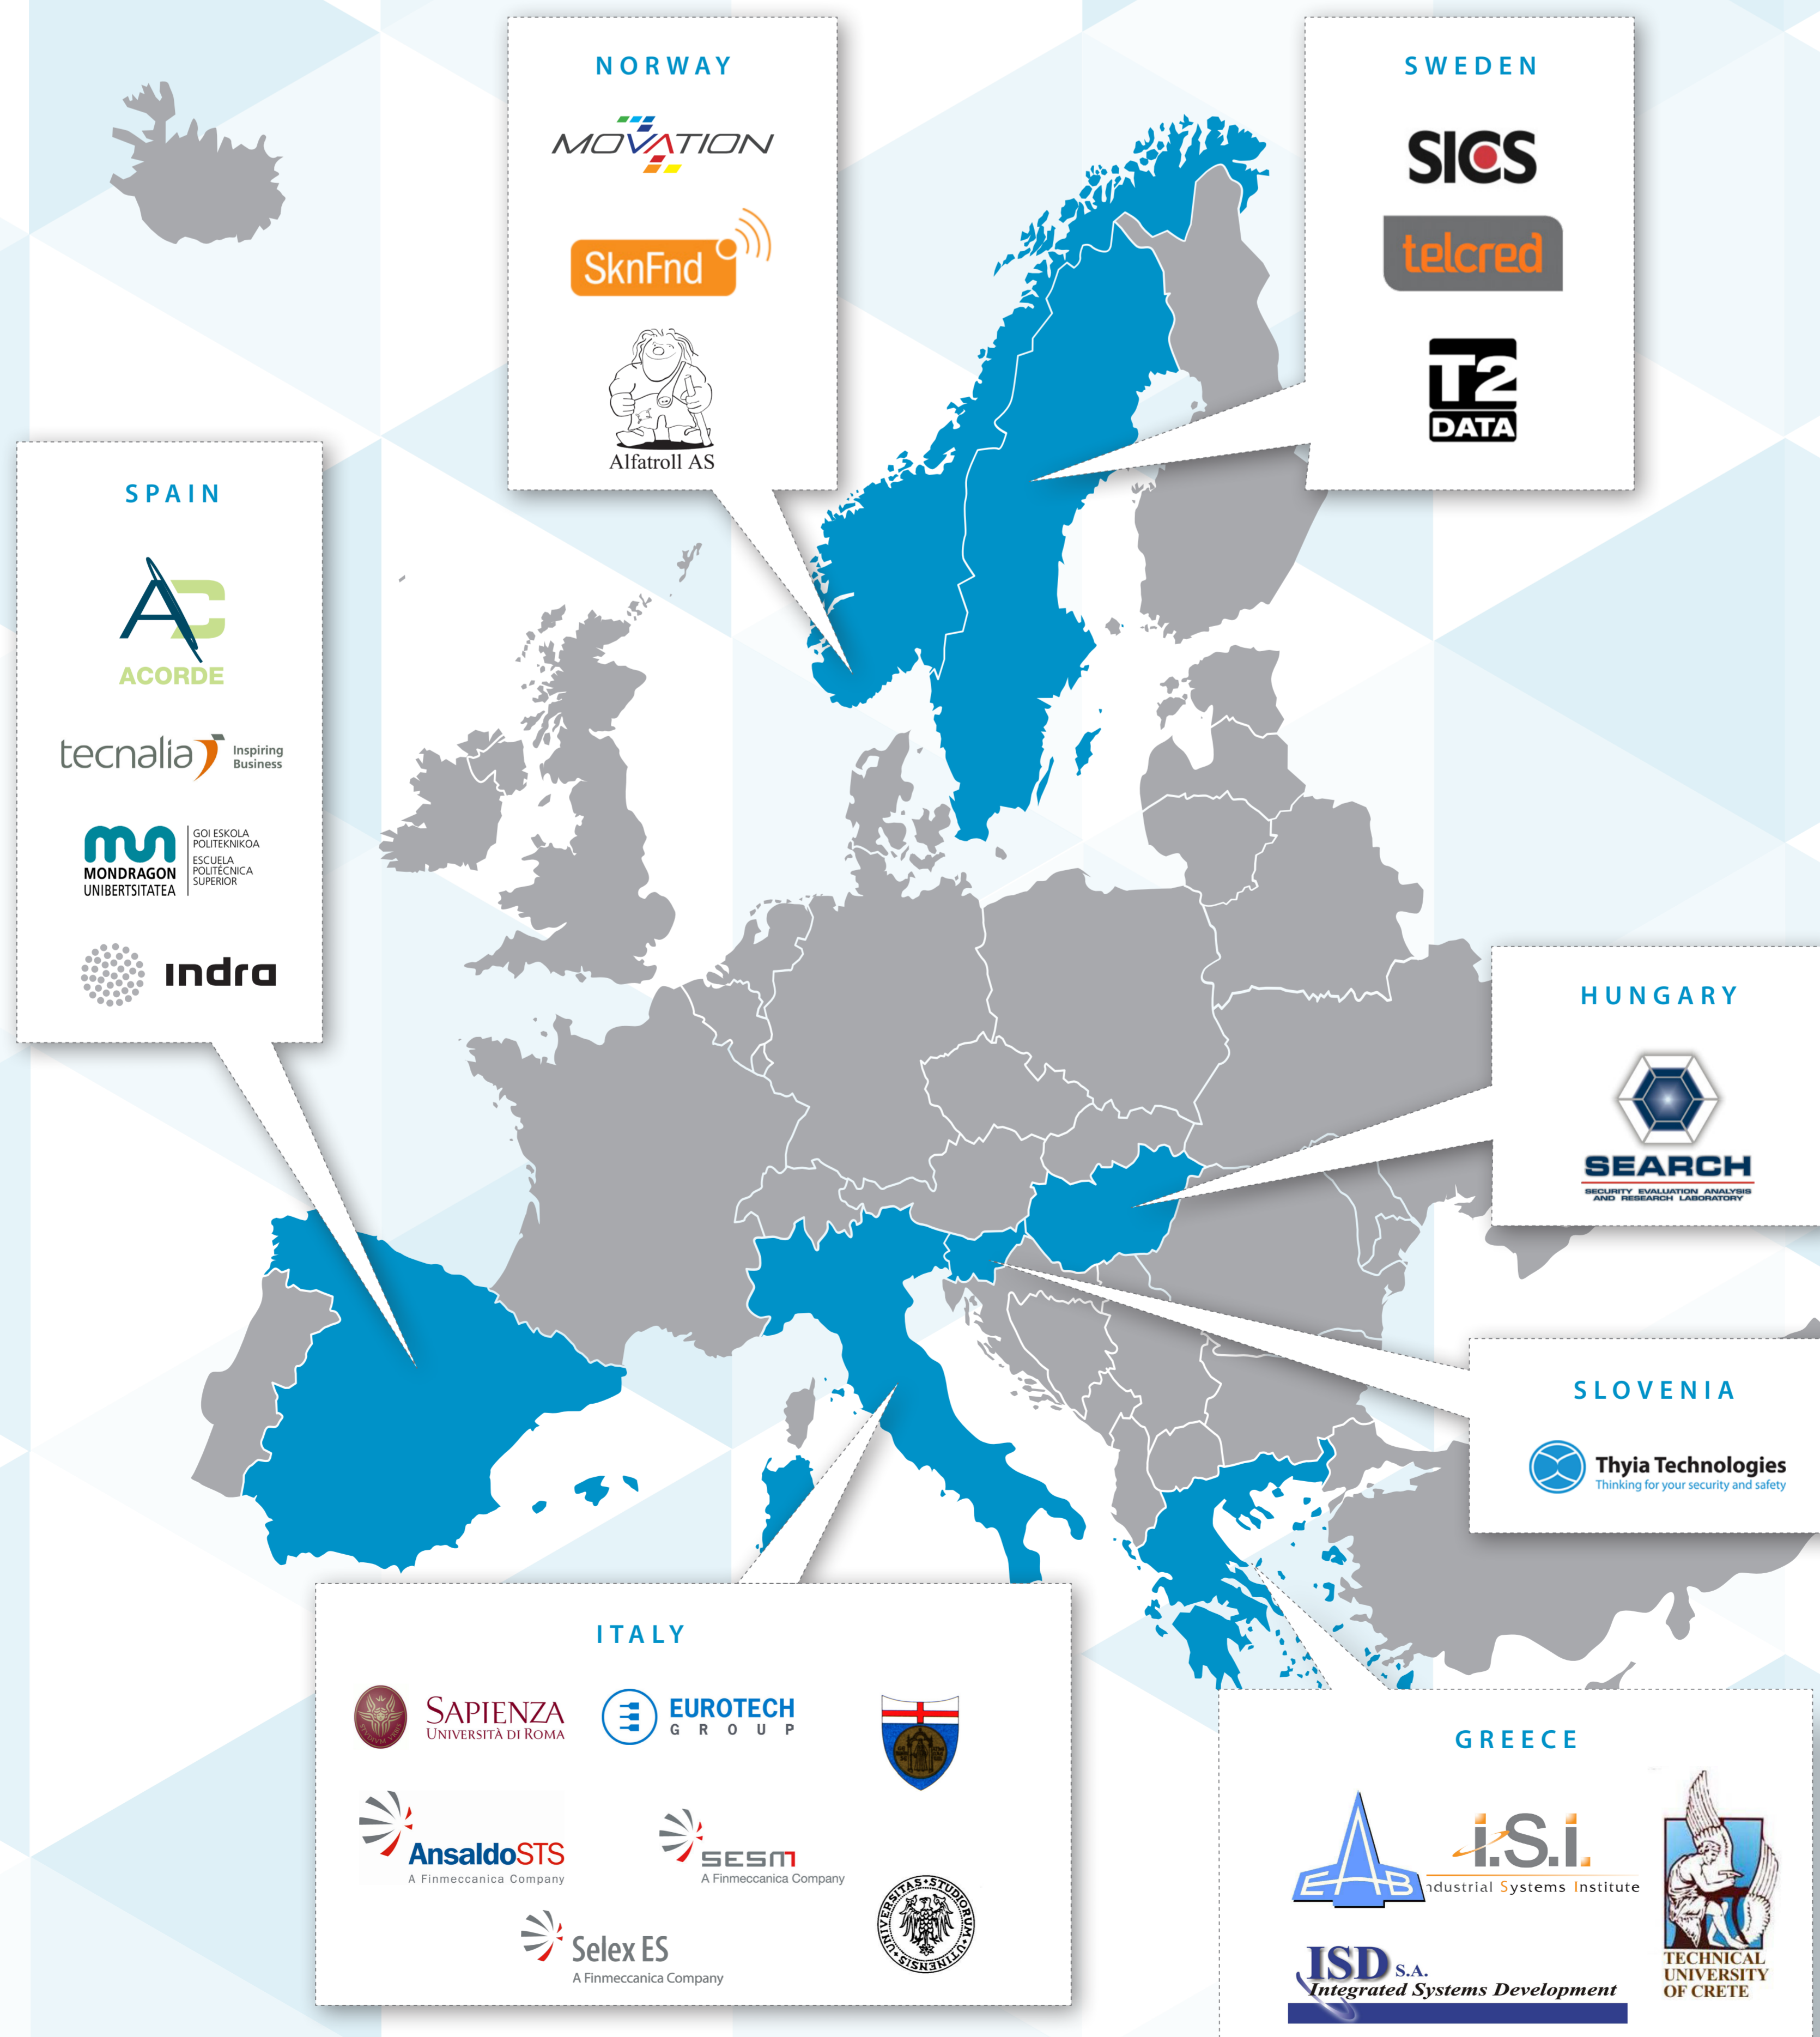 NORWAY
MOVATION
SknFnd
Alfatroll AS
SWEDEN
SICS
telcred
T2
DATA
SPAIN
AC
ACORDE
tecnalia
Inspiring
Business
MONDRAGON
UNIBERTSITATEA
GOI ESKOLA
POLITEKNIKOA
ESCUELA
POLITÉCNICA
SUPERIOR
indra
HUNGARY
SEARCH
SECURITY EVALUATION ANALYSIS
AND RESEARCH LABORATORY
SLOVENIA
Thyia Technologies
Thinking for your security and safety
ITALY
SAPIENZA
UNIVERSITÀ DI ROMA
EUROTECH
GROUP
AnsaldoSTS
A Finmeccanica Company
SESM
A Finmeccanica Company
Selex ES
A Finmeccanica Company
UNIVERSITAS·STUDIORUM·UTINENSIS
GREECE
EAB
i.S.i.
ndustrial Systems Institute
ISD S.A.
Integrated Systems Development
TECHNICAL
UNIVERSITY
OF CRETE